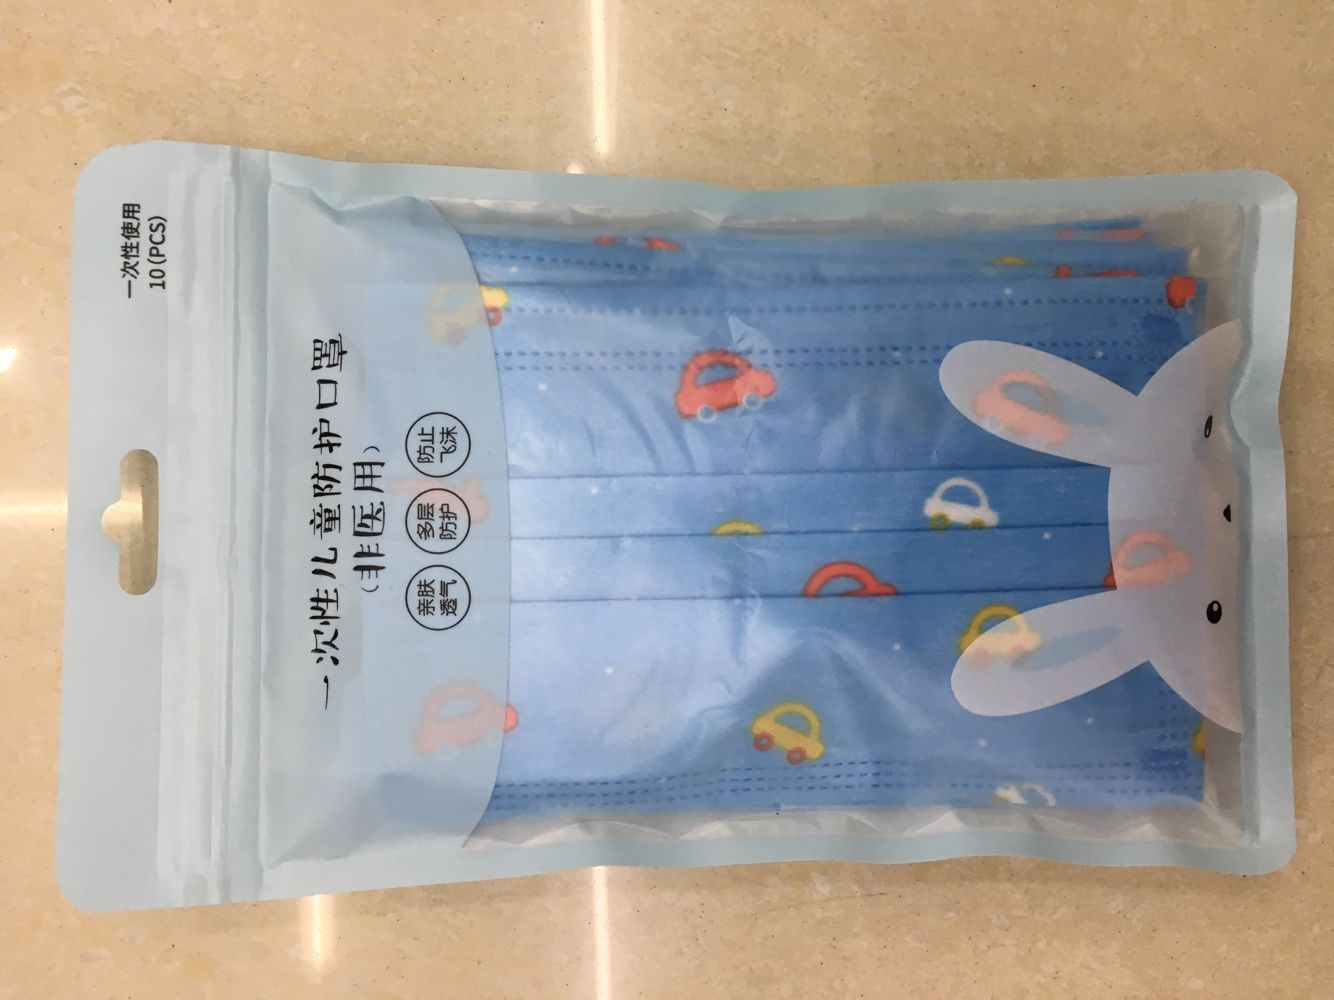 一次性使用
10 (PCS)
一次性儿童防护口罩
（非医用）
亲肤
透气
多层
防护
防止
飞沫